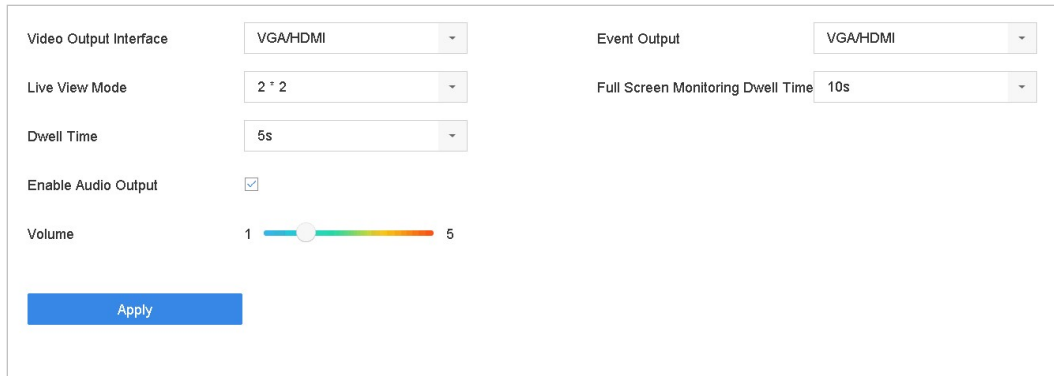 Video Output Interface VGA/HDMI Event Output VGA/HDMI
Live View Mode 2 * 2 Full Screen Monitoring Dwell Time 10s
Dwell Time 5s
Enable Audio Output
Volume 1 5
Apply